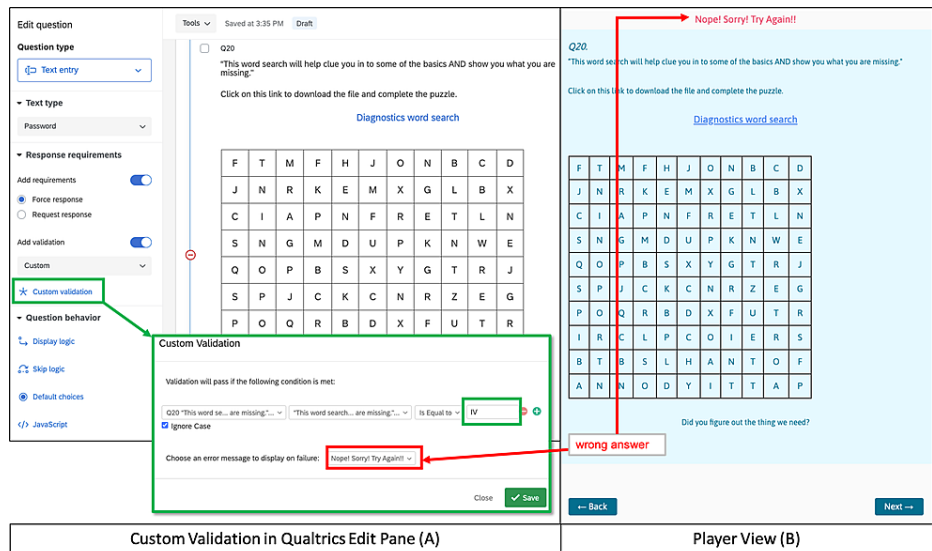 Edit question
Question type
Text entry
Text type
Password
Response requirements
Add requirements
Force response
Request response
Add validation
Custom
Custom validation
Question behavior
Display logic
Skip logic
Default choices
</> JavaScript
Tools Saved at 3:35 PM Draft
Q20
"This word search will help clue you in to some of the basics AND show you what you are
missing."
Click on this link to download the file and complete the puzzle.
Diagnostics word search
F T M F H J O N B C D
J N R K E M X G L B X
C I A P N F R E T L N
S N G M D U P K N W E
Q O P B S X Y G T R J
S P J C K C N R Z E G
P O Q R B D X F U T R
Custom Validation
Validation will pass if the following condition is met:
Q20 "This word se... are missing."... "This word search... are missing."... Is Equal to IV
Ignore Case
Choose an error message to display on failure: Nope! Sorry! Try Again!!
Close Save
Nope! Sorry! Try Again!!
Q20.
"This word search will help clue you in to some of the basics AND show you what you are missing."
Click on this link to download the file and complete the puzzle.
Diagnostics word search
F T M F H J O N B C D
J N R K E M X G L B X
C I A P N F R E T L N
S N G M D U P K N W E
Q O P B S X Y G T R J
S P J C K C N R Z E G
P O Q R B D X F U T R
I R C L P C O I E R S
B T B S L H A N T O F
A N N O D Y I T T A P
Did you figure out the thing we need?
wrong answer
← Back Next →
Custom Validation in Qualtrics Edit Pane (A)
Player View (B)